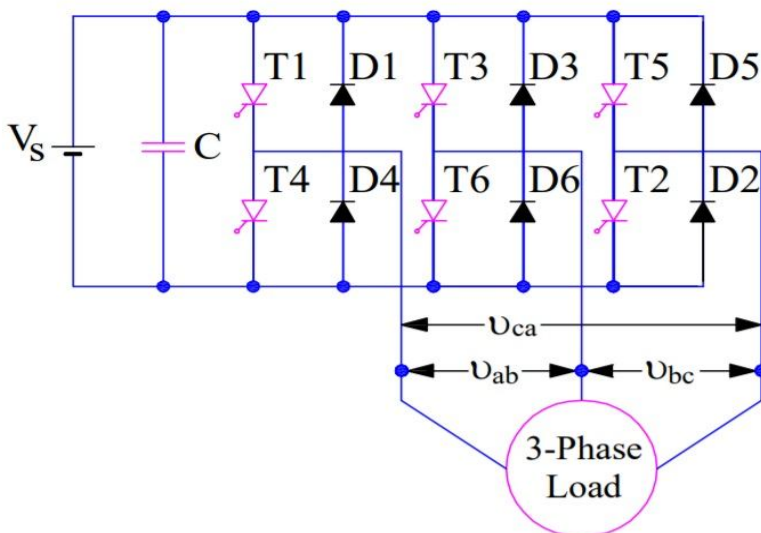 T1 D1 T3 D3 T5 D5
Vs C
T4 D4 T6 D6 T2 D2
υca
υab υbc
3-Phase
Load